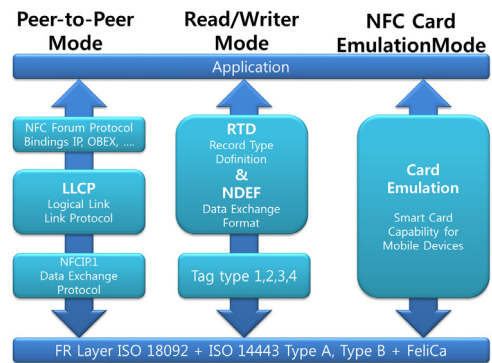 Peer-to-Peer
Mode
Read/Writer
Mode
NFC Card
EmulationMode
Application
NFC Forum Protocol
Bindings IP, OBEX, ....
LLCP
Logical Link
Link Protocol
NFCIP.1
Data Exchange
Protocol
RTD
Record Type
Definition
&
NDEF
Data Exchange
Format
Tag type 1,2,3,4
Card
Emulation
Smart Card
Capability for
Mobile Devices
FR Layer ISO 18092 + ISO 14443 Type A, Type B + FeliCa